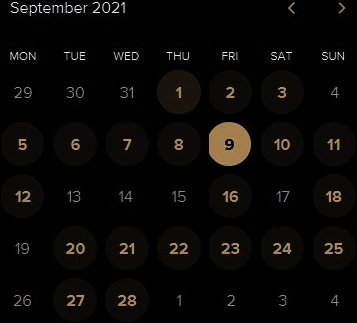 September 2021
MON TUE WED THU FRI SAT SUN
29 30 31 1 2 3 4
5 6 7 8 9 10 11
12 13 14 15 16 17 18
19 20 21 22 23 24 25
26 27 28 1 2 3 4